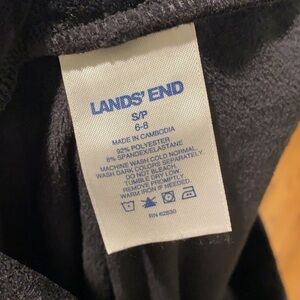 LANDS' END
S/P
6-8
MADE IN CAMBODIA
92% POLYESTER
8% SPANDEX/ELASTANE
MACHINE WASH COLD NORMAL.
WASH DARK COLORS SEPARATELY.
DO NOT BLEACH.
TUMBLE DRY LOW.
REMOVE PROMPTLY.
WARM IRON IF NEEDED.
RN 62830